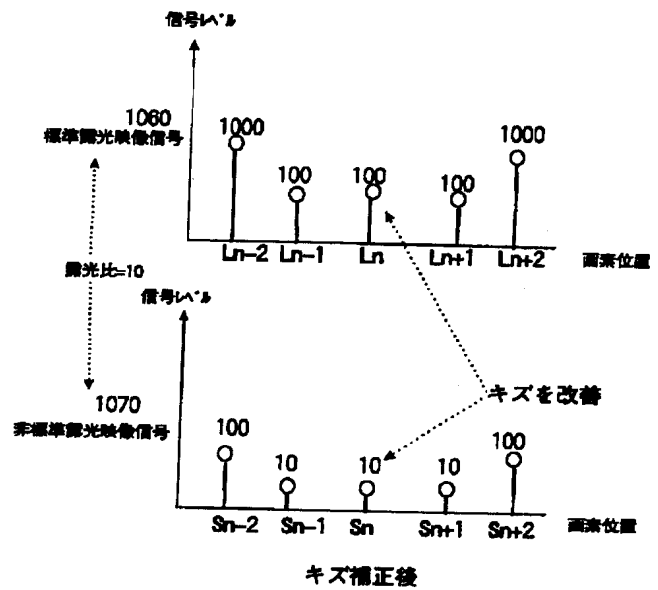 信号レベル
1060
標準露光映像信号
1000
100
100
100
1000
Ln-2 Ln-1 Ln Ln+1 Ln+2 画素位置
露光比=10
信号レベル
キズを改善
1070
非標準露光映像信号
100
10
10
10
100
Sn-2 Sn-1 Sn Sn+1 Sn+2 画素位置
キズ補正後